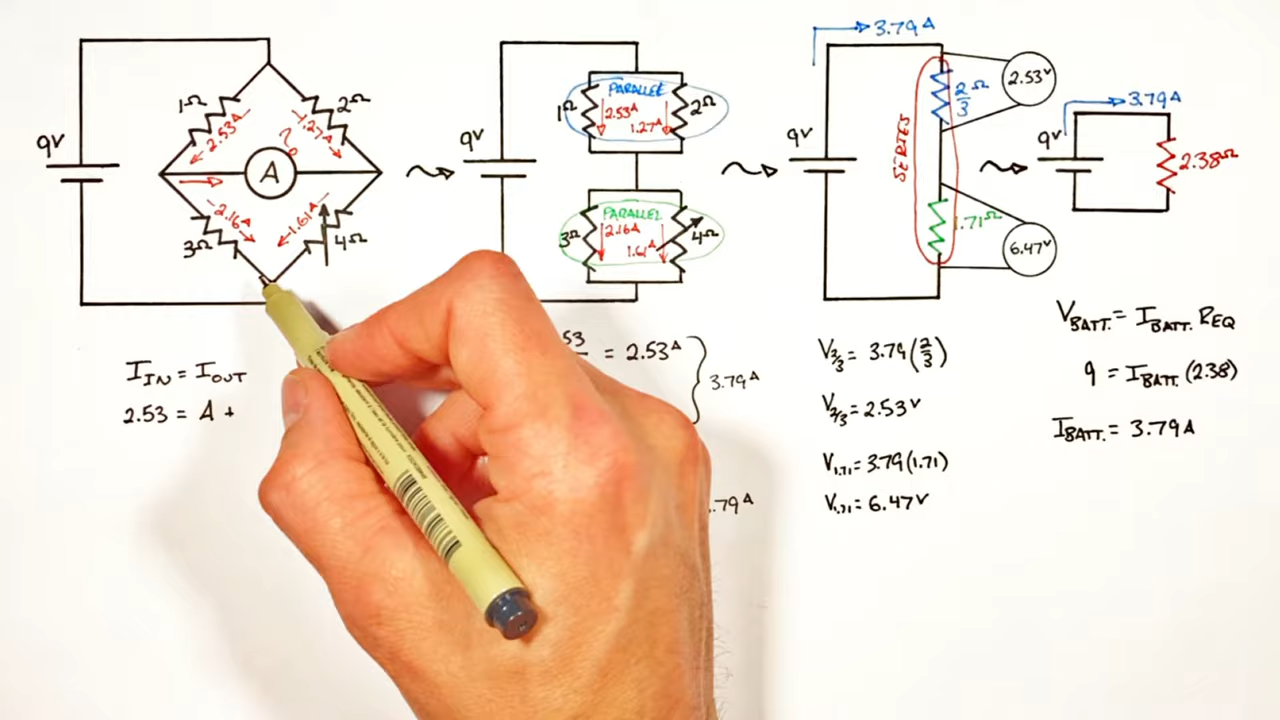 9V
1Ω
2Ω
2.53A
1.27A
?
A
2.16A
1.61A
3Ω
4Ω
I IN = I OUT
2.53 = A +
9V
PARALLEL
1Ω
2.53A
1.27A
2Ω
PARALLEL
3Ω
2.16A
1.61A
4Ω
53
= 2.53A
3.79A
.79A
3.79A
9V
SERIES
2/3 Ω
2.53V
1.71Ω
6.47V
V2/3 = 3.79(2/3)
V2/3 = 2.53V
V1.71 = 3.79(1.71)
V1.71 = 6.47V
3.79A
9V
2.38Ω
VBATT. = IBATT. REQ
9 = IBATT. (2.38)
IBATT. = 3.79A